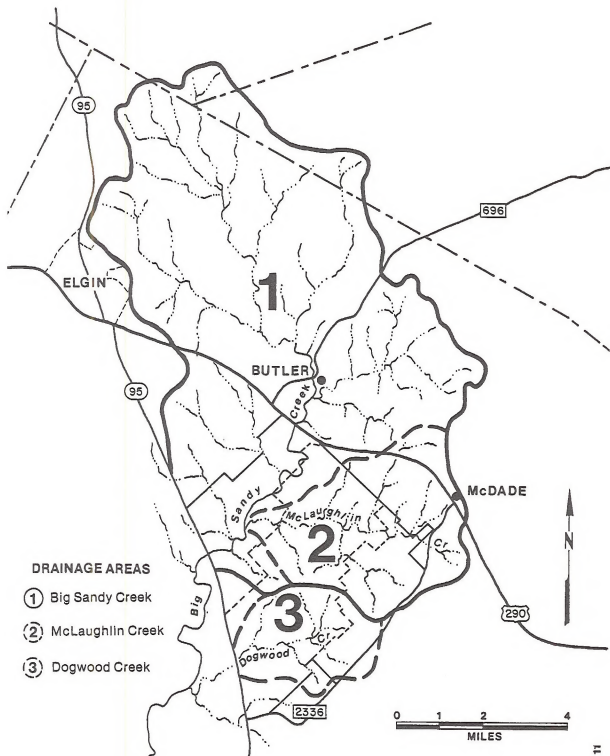 95
696
ELGIN
1
BUTLER
Creek
95
Sandy
McLaughlin
McDADE
Cr
2
N
DRAINAGE AREAS
1 Big Sandy Creek
2 McLaughlin Creek
3 Dogwood Creek
Big
3
Dogwood Cr.
290
2336
0 1 2 4
MILES
11